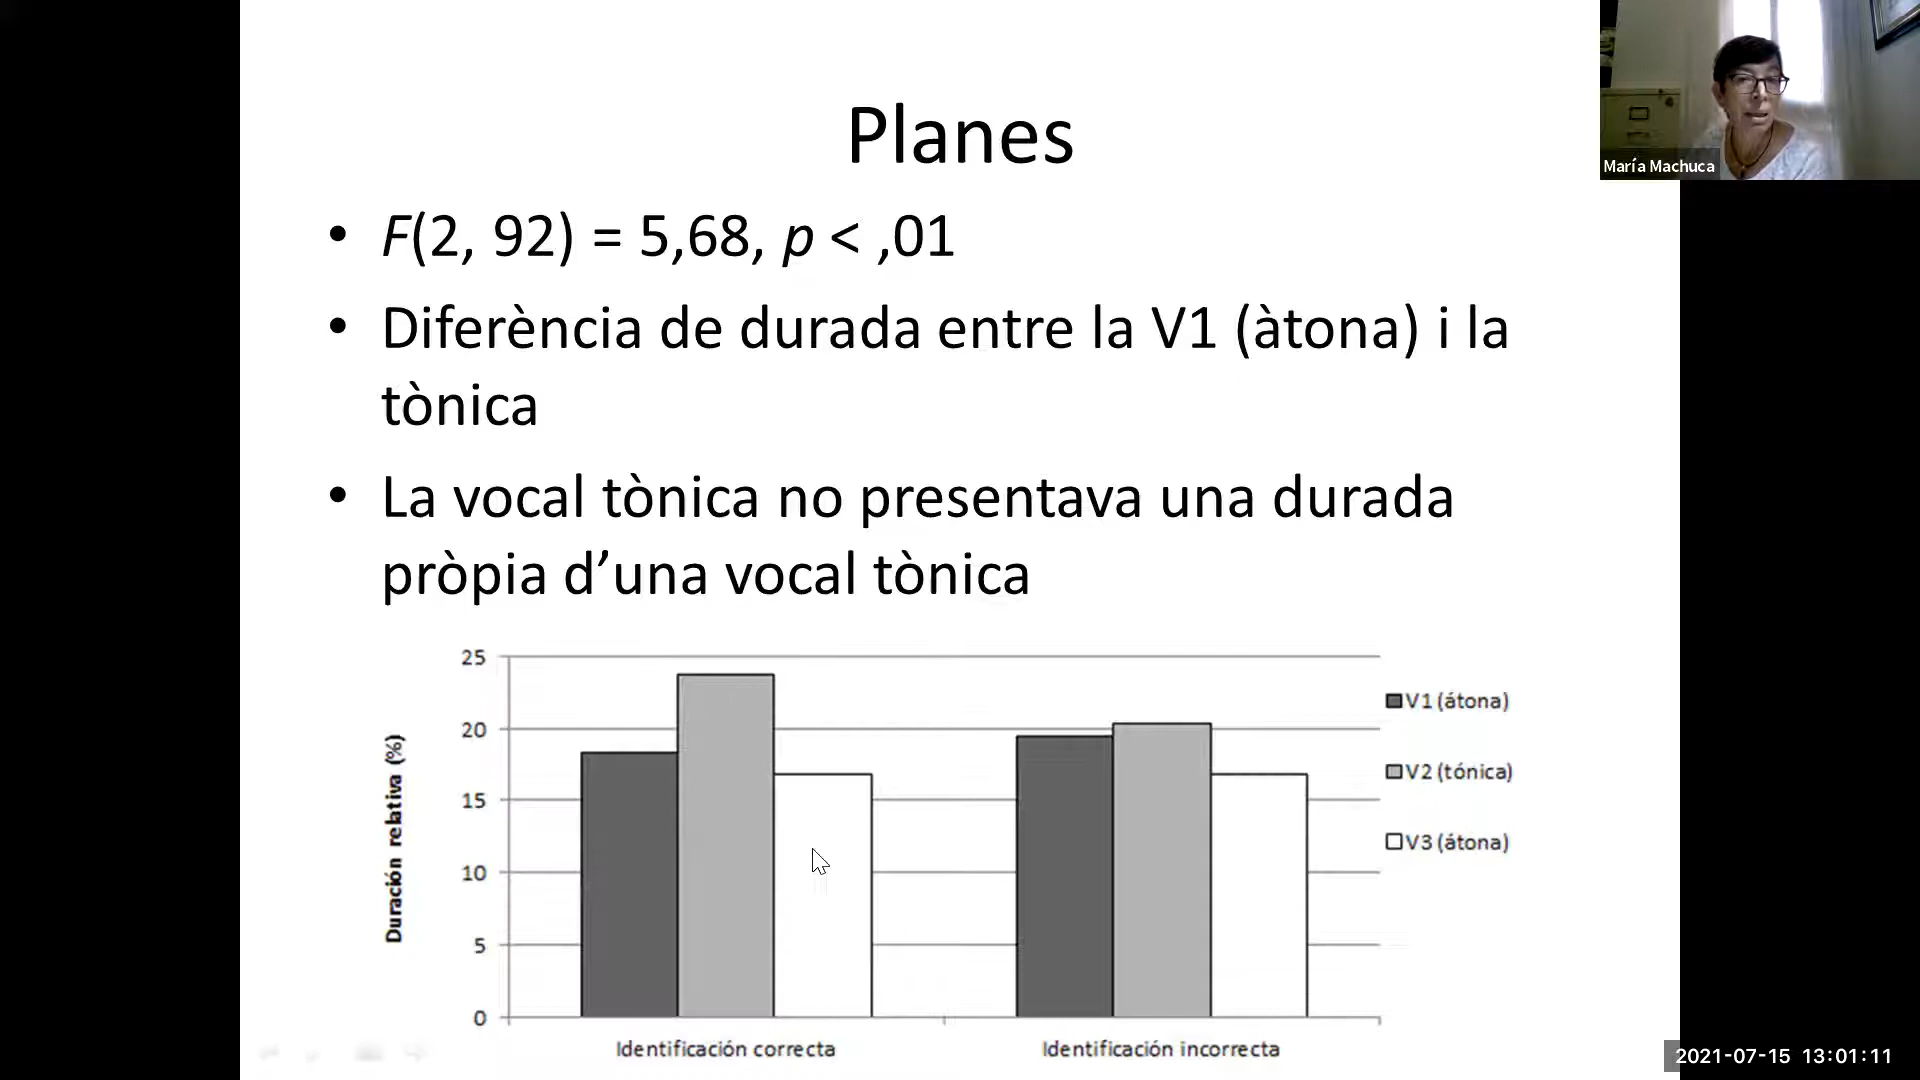 Planes
María Machuca
• F(2, 92) = 5,68, p < ,01
• Diferència de durada entre la V1 (àtona) i la
tònica
• La vocal tònica no presentava una durada
pròpia d’una vocal tònica
25
20
15
10
5
0
Duración relativa (%)
V1 (átona)
V2 (tónica)
V3 (átona)
Identificación correcta
Identificación incorrecta
2021-07-15 13:01:11